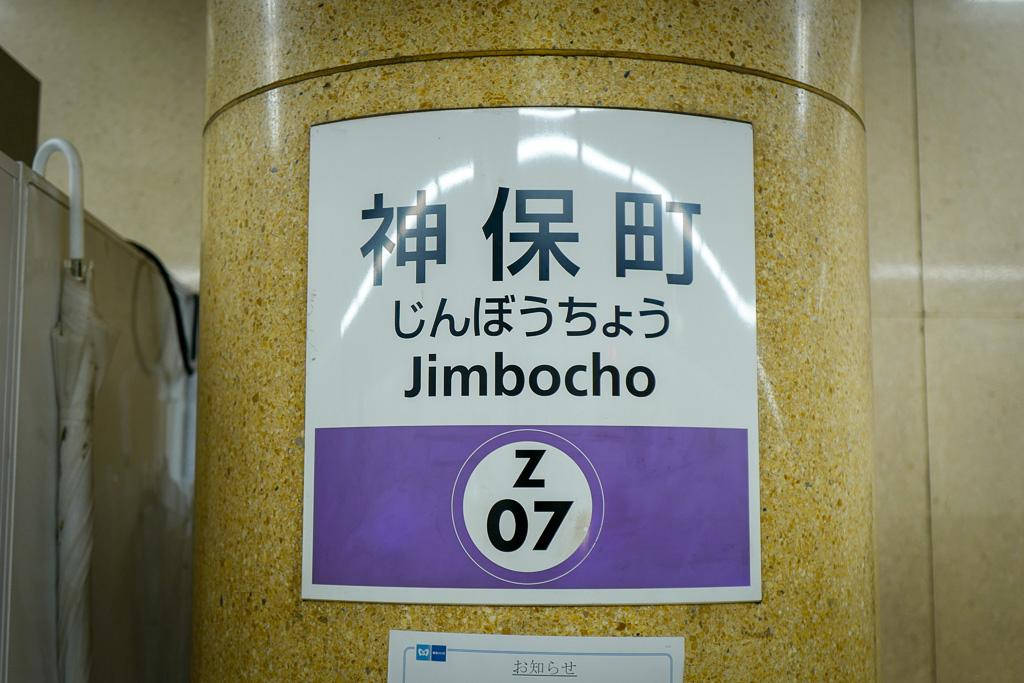 神保町
じんぼうちょう
Jimbocho
Z
07
お知らせ